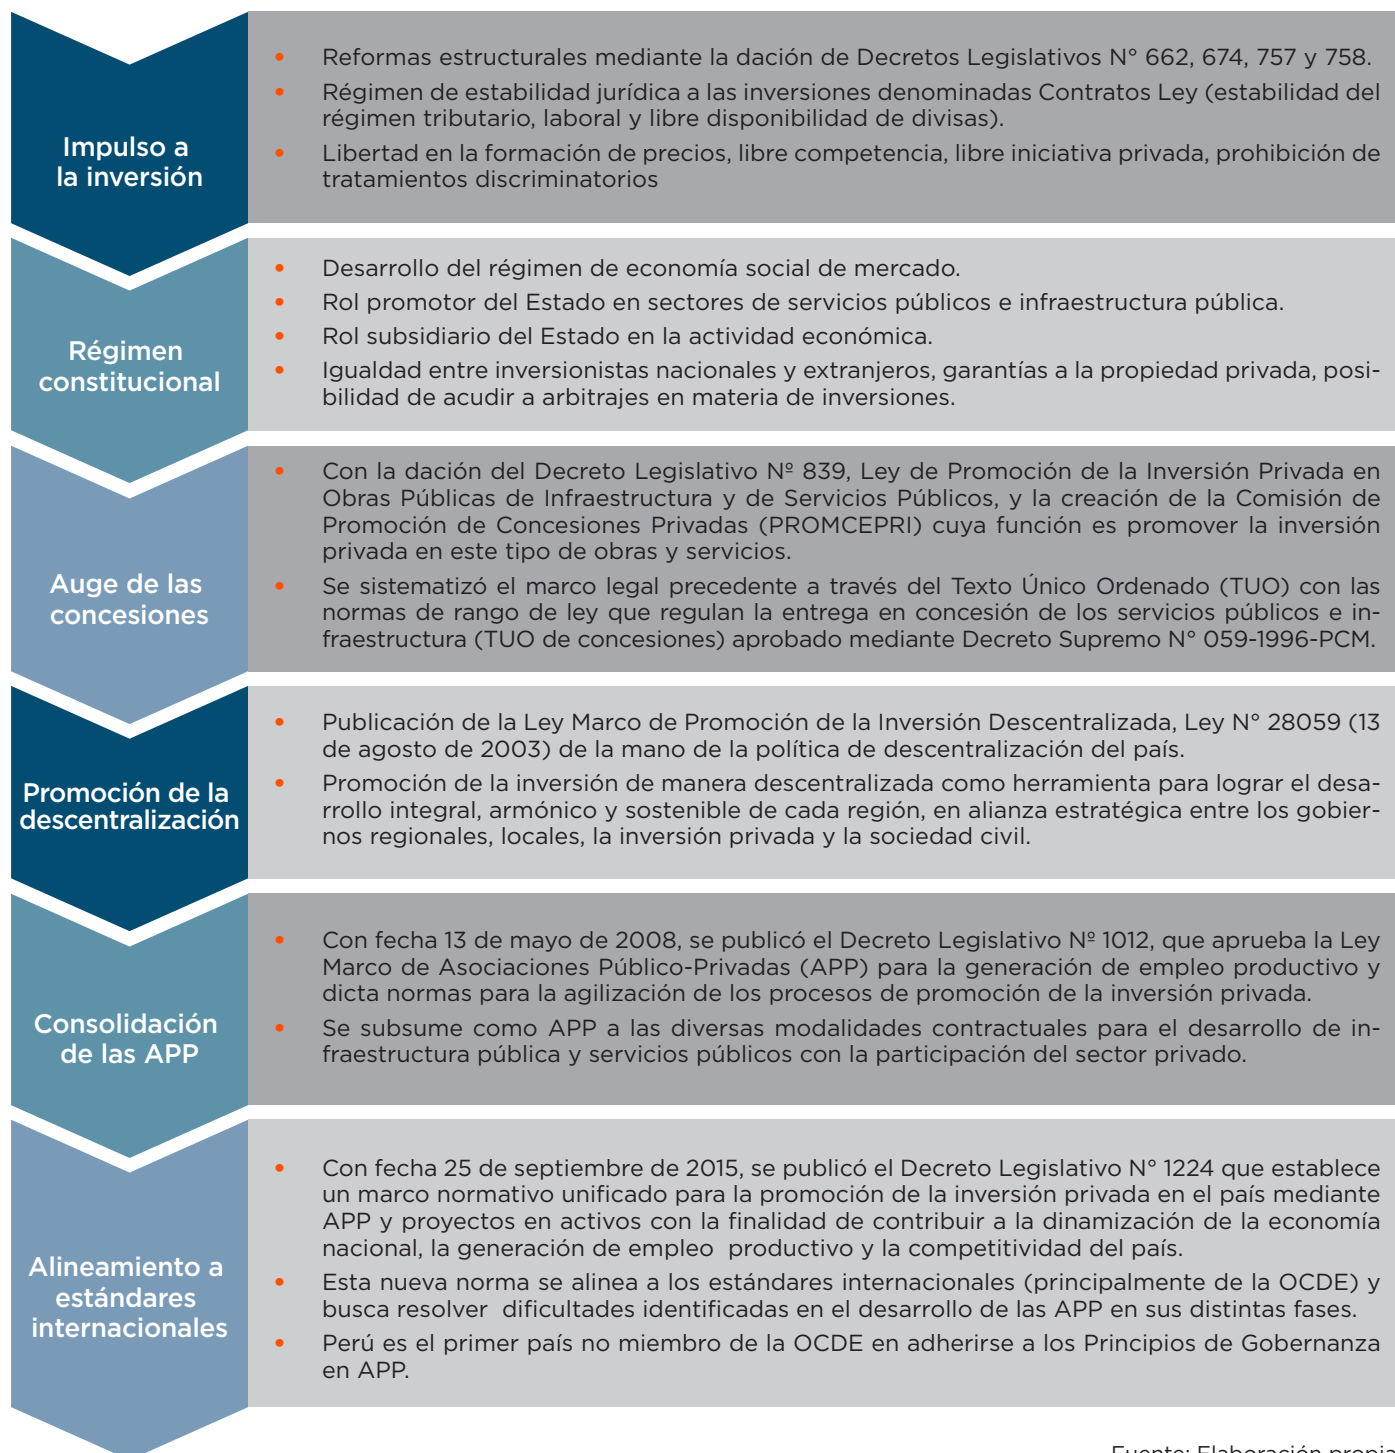 Impulso a
la inversión
• Reformas estructurales mediante la dación de Decretos Legislativos N° 662, 674, 757 y 758.
• Régimen de estabilidad jurídica a las inversiones denominadas Contratos Ley (estabilidad del
régimen tributario, laboral y libre disponibilidad de divisas).
• Libertad en la formación de precios, libre competencia, libre iniciativa privada, prohibición de
tratamientos discriminatorios
Régimen
constitucional
• Desarrollo del régimen de economía social de mercado.
• Rol promotor del Estado en sectores de servicios públicos e infraestructura pública.
• Rol subsidiario del Estado en la actividad económica.
• Igualdad entre inversionistas nacionales y extranjeros, garantías a la propiedad privada, posi-
bilidad de acudir a arbitrajes en materia de inversiones.
Auge de las
concesiones
• Con la dación del Decreto Legislativo Nº 839, Ley de Promoción de la Inversión Privada en
Obras Públicas de Infraestructura y de Servicios Públicos, y la creación de la Comisión de
Promoción de Concesiones Privadas (PROMCEPRI) cuya función es promover la inversión
privada en este tipo de obras y servicios.
• Se sistematizó el marco legal precedente a través del Texto Único Ordenado (TUO) con las
normas de rango de ley que regulan la entrega en concesión de los servicios públicos e in-
fraestructura (TUO de concesiones) aprobado mediante Decreto Supremo N° 059-1996-PCM.
Promoción de la
descentralización
• Publicación de la Ley Marco de Promoción de la Inversión Descentralizada, Ley N° 28059 (13
de agosto de 2003) de la mano de la política de descentralización del país.
• Promoción de la inversión de manera descentralizada como herramienta para lograr el desa-
rrollo integral, armónico y sostenible de cada región, en alianza estratégica entre los gobier-
nos regionales, locales, la inversión privada y la sociedad civil.
Consolidación
de las APP
• Con fecha 13 de mayo de 2008, se publicó el Decreto Legislativo Nº 1012, que aprueba la Ley
Marco de Asociaciones Público-Privadas (APP) para la generación de empleo productivo y
dicta normas para la agilización de los procesos de promoción de la inversión privada.
• Se subsume como APP a las diversas modalidades contractuales para el desarrollo de in-
fraestructura pública y servicios públicos con la participación del sector privado.
Alineamiento a
estándares
internacionales
• Con fecha 25 de septiembre de 2015, se publicó el Decreto Legislativo N° 1224 que establece
un marco normativo unificado para la promoción de la inversión privada en el país mediante
APP y proyectos en activos con la finalidad de contribuir a la dinamización de la economía
nacional, la generación de empleo productivo y la competitividad del país.
• Esta nueva norma se alinea a los estándares internacionales (principalmente de la OCDE) y
busca resolver dificultades identificadas en el desarrollo de las APP en sus distintas fases.
• Perú es el primer país no miembro de la OCDE en adherirse a los Principios de Gobernanza
en APP.
Fuente: Elaboración propia